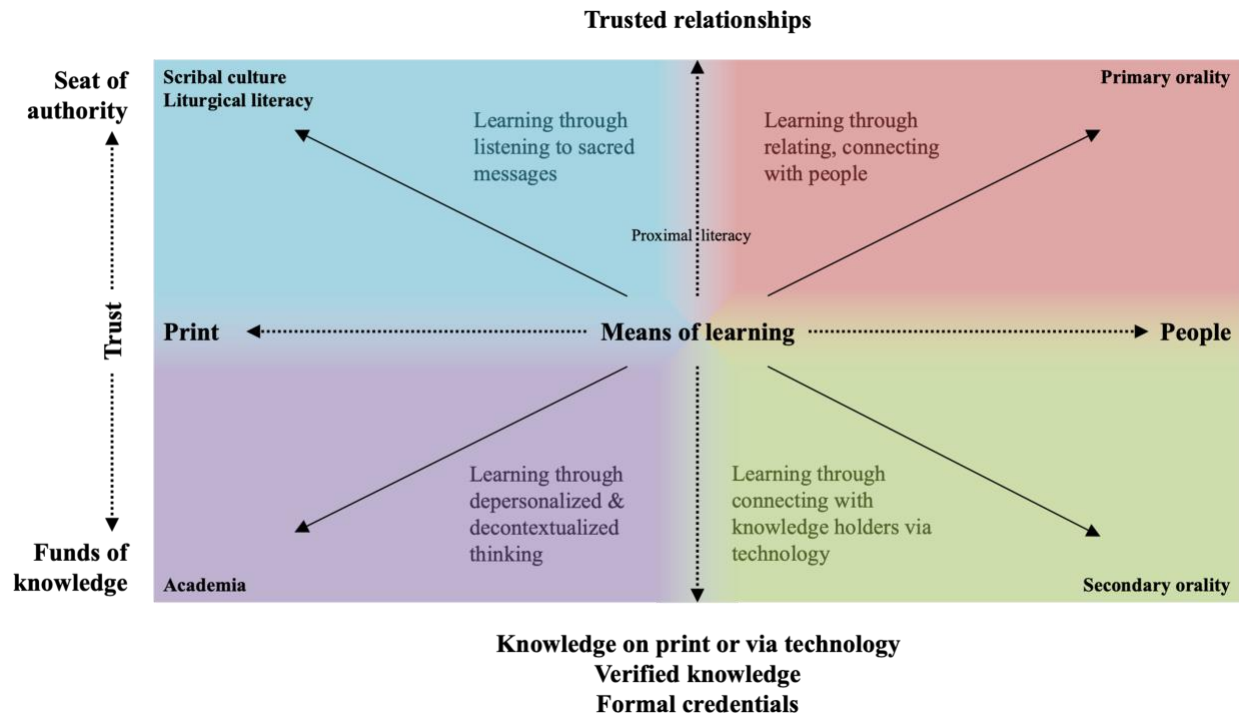 Trusted relationships
Seat of
authority
Scribal culture
Liturgical literacy
Primary orality
Learning through
listening to sacred
messages
Learning through
relating, connecting
with people
Proximal literacy
Trust
Print
Means of learning
People
Learning through
depersonalized &
decontextualized
thinking
Learning through
connecting with
knowledge holders via
technology
Funds of
knowledge
Academia
Secondary orality
Knowledge on print or via technology
Verified knowledge
Formal credentials